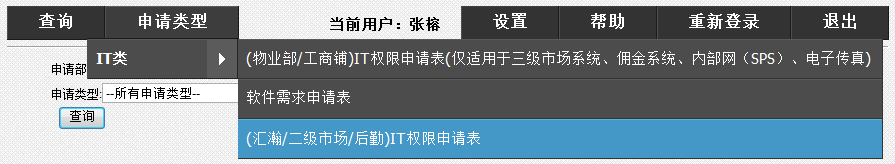 查询 申请类型 当前用户：张榕 设置 帮助 重新登录 退出
IT类
申请部
(物业部/工商铺)IT权限申请表(仅适用于三级市场系统、佣金系统、内部网（SPS）、电子传真)
申请类型:--所有申请类型--
软件需求申请表
查询
(汇瀚/二级市场/后勤)IT权限申请表